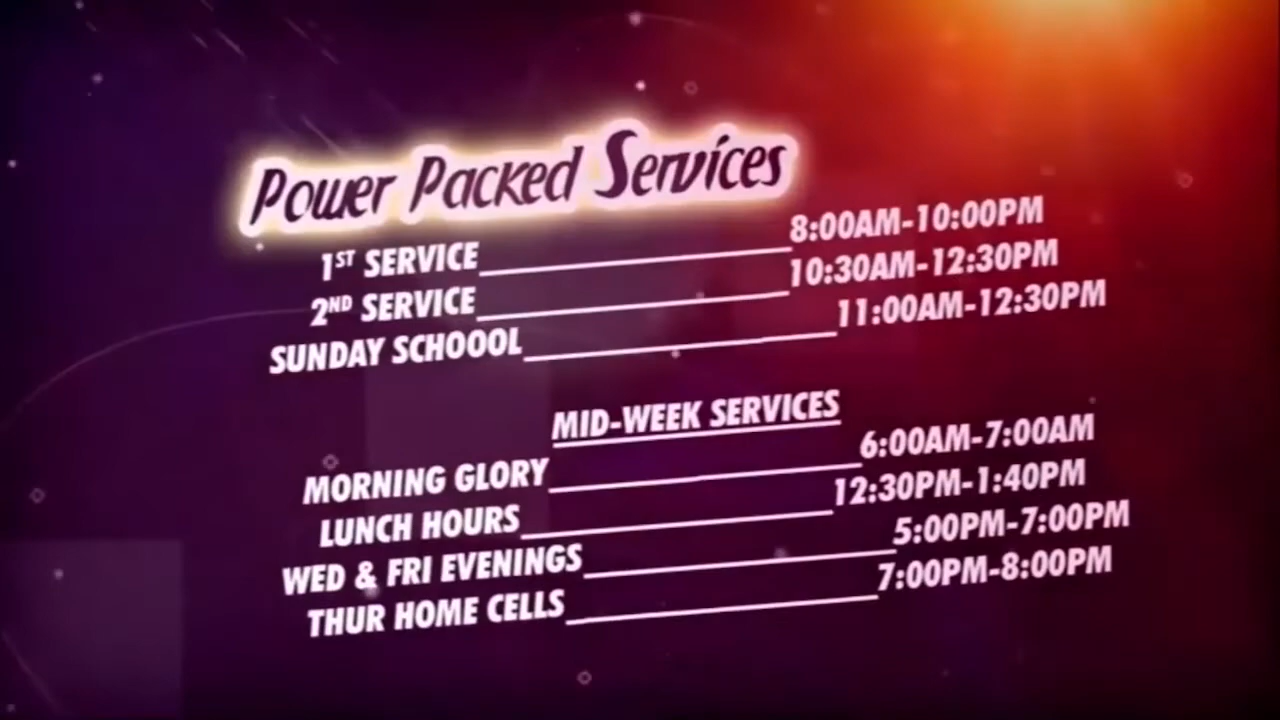 Power Packed Services
1ST SERVICE 8:00AM-10:00PM
2ND SERVICE 10:30AM-12:30PM
SUNDAY SCHOOOL 11:00AM-12:30PM
MID-WEEK SERVICES
MORNING GLORY 6:00AM-7:00AM
LUNCH HOURS 12:30PM-1:40PM
WED & FRI EVENINGS 5:00PM-7:00PM
THUR HOME CELLS 7:00PM-8:00PM